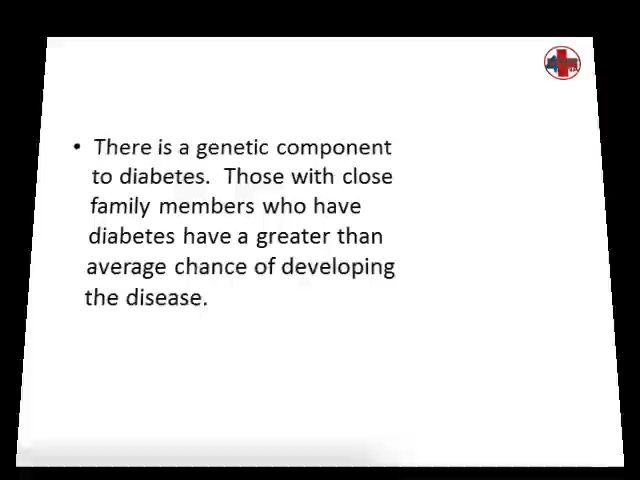 • There is a genetic component
to diabetes. Those with close
family members who have
diabetes have a greater than
average chance of developing
the disease.